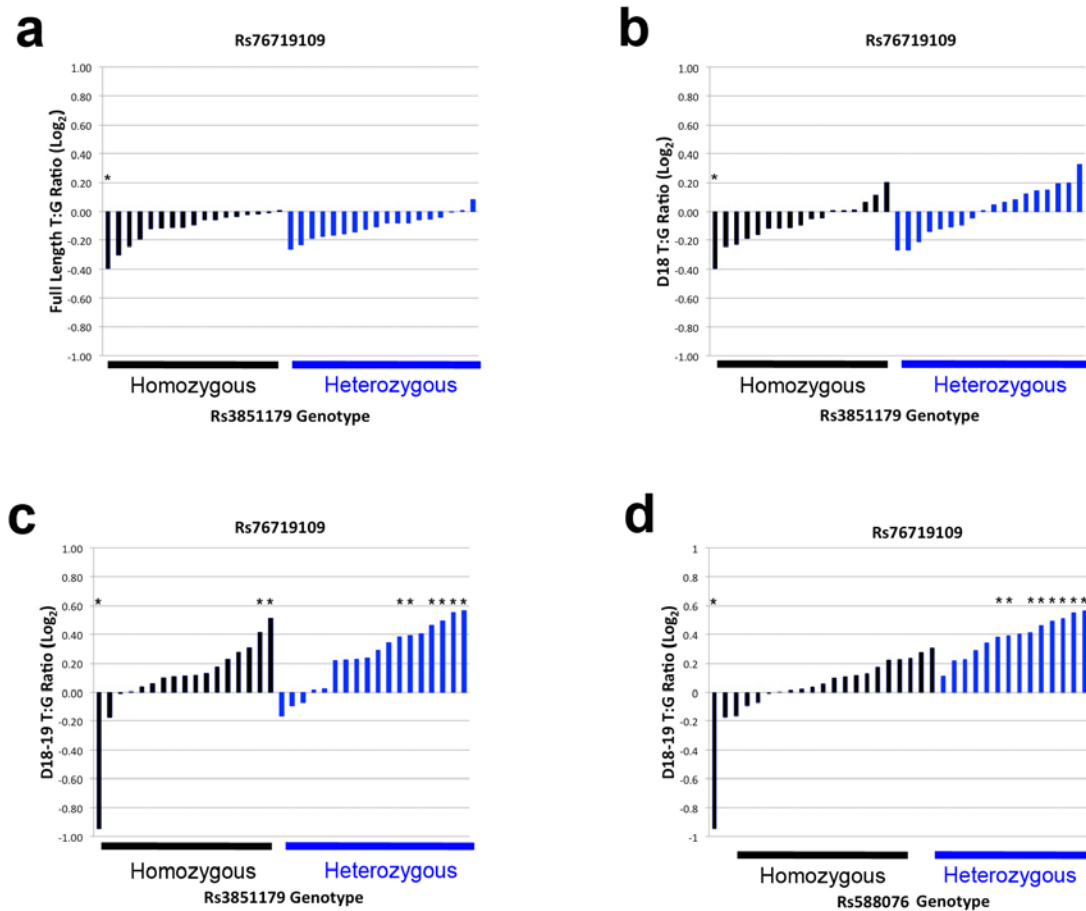 a
Rs76719109
Full Length T:G Ratio (Log2)
1.00
0.80
0.60
0.40
0.20
0.00
-0.20
-0.40
-0.60
-0.80
-1.00
*
Homozygous
Heterozygous
Rs3851179 Genotype
b
Rs76719109
D18 T:G Ratio (Log2)
1.00
0.80
0.60
0.40
0.20
0.00
-0.20
-0.40
-0.60
-0.80
-1.00
*
Homozygous
Heterozygous
Rs3851179 Genotype
c
Rs76719109
D18-19 T:G Ratio (Log2)
1.00
0.80
0.60
0.40
0.20
0.00
-0.20
-0.40
-0.60
-0.80
-1.00
* * * * * * * * *
Homozygous
Heterozygous
Rs3851179 Genotype
d
Rs76719109
D18-19 T:G Ratio (Log2)
1
0.8
0.6
0.4
0.2
0
-0.2
-0.4
-0.6
-0.8
-1
* * * * * * * * *
Homozygous
Heterozygous
Rs588076 Genotype